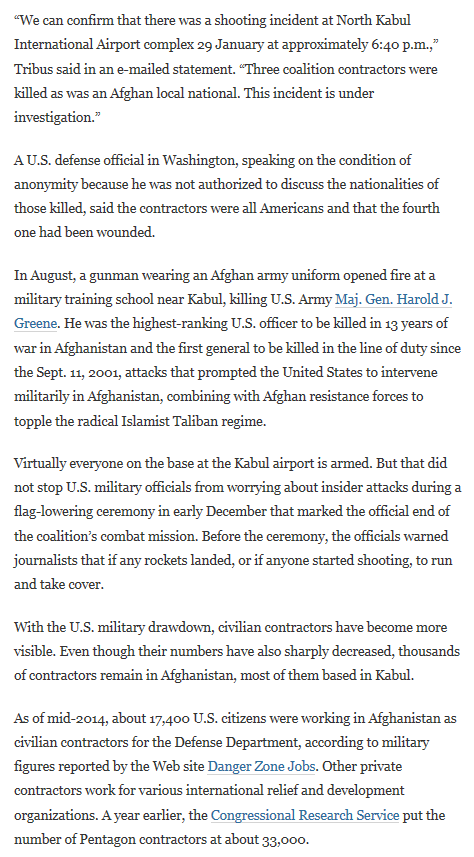 “We can confirm that there was a shooting incident at North Kabul
International Airport complex 29 January at approximately 6:40 p.m.,”
Tribus said in an e-mailed statement. “Three coalition contractors were
killed as was an Afghan local national. This incident is under
investigation.”
A U.S. defense official in Washington, speaking on the condition of
anonymity because he was not authorized to discuss the nationalities of
those killed, said the contractors were all Americans and that the fourth
one had been wounded.
In August, a gunman wearing an Afghan army uniform opened fire at a
military training school near Kabul, killing U.S. Army Maj. Gen. Harold J.
Greene. He was the highest-ranking U.S. officer to be killed in 13 years of
war in Afghanistan and the first general to be killed in the line of duty since
the Sept. 11, 2001, attacks that prompted the United States to intervene
militarily in Afghanistan, combining with Afghan resistance forces to
topple the radical Islamist Taliban regime.
Virtually everyone on the base at the Kabul airport is armed. But that did
not stop U.S. military officials from worrying about insider attacks during a
flag-lowering ceremony in early December that marked the official end of
the coalition’s combat mission. Before the ceremony, the officials warned
journalists that if any rockets landed, or if anyone started shooting, to run
and take cover.
With the U.S. military drawdown, civilian contractors have become more
visible. Even though their numbers have also sharply decreased, thousands
of contractors remain in Afghanistan, most of them based in Kabul.
As of mid-2014, about 17,400 U.S. citizens were working in Afghanistan as
civilian contractors for the Defense Department, according to military
figures reported by the Web site Danger Zone Jobs. Other private
contractors work for various international relief and development
organizations. A year earlier, the Congressional Research Service put the
number of Pentagon contractors at about 33,000.